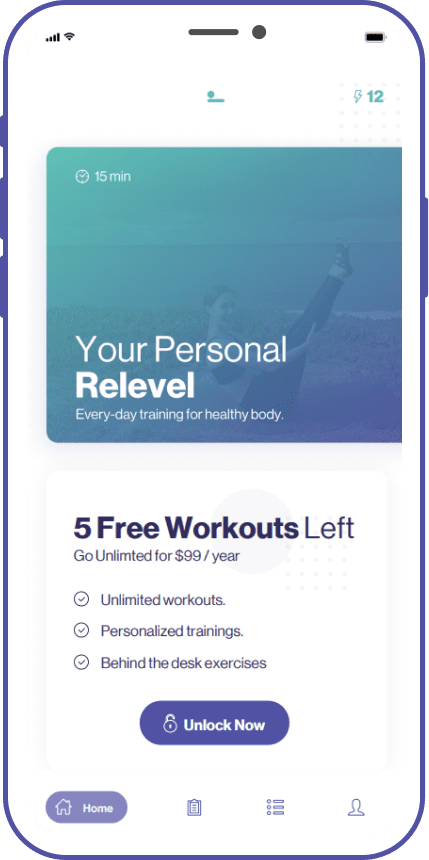 12
15 min
Your Personal
Relevel
Every-day training for healthy body.
5 Free Workouts Left
Go Unlimted for $99 / year
Unlimited workouts.
Personalized trainings.
Behind the desk exercises
Unlock Now
Home